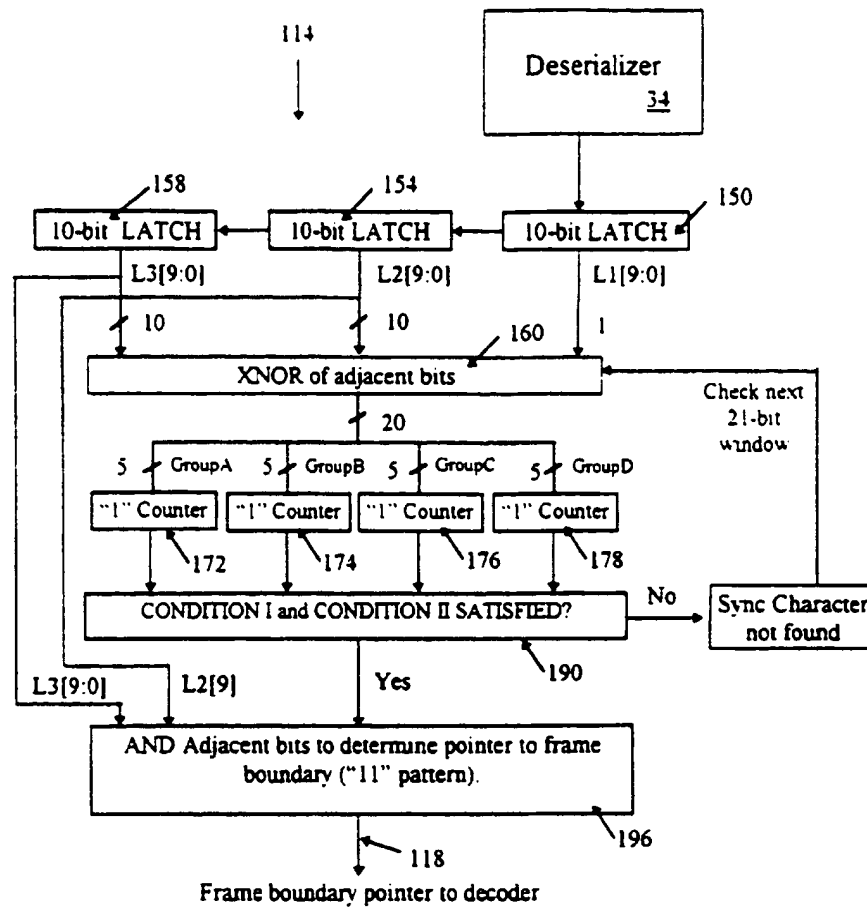 114
Deserializer
34
158
154
150
10-bit LATCH
10-bit LATCH
10-bit LATCH
L3[9:0]
L2[9:0]
L1[9:0]
10
10
160
1
XNOR of adjacent bits
Check next
21-bit
window
20
5 GroupA
5 GroupB
5 GroupC
5 GroupD
"1" Counter
"1" Counter
"1" Counter
"1" Counter
172
174
176
178
CONDITION I and CONDITION II SATISFIED?
No
Sync Character
not found
190
L3[9:0]
L2[9]
Yes
AND Adjacent bits to determine pointer to frame
boundary ("11" pattern).
196
118
Frame boundary pointer to decoder